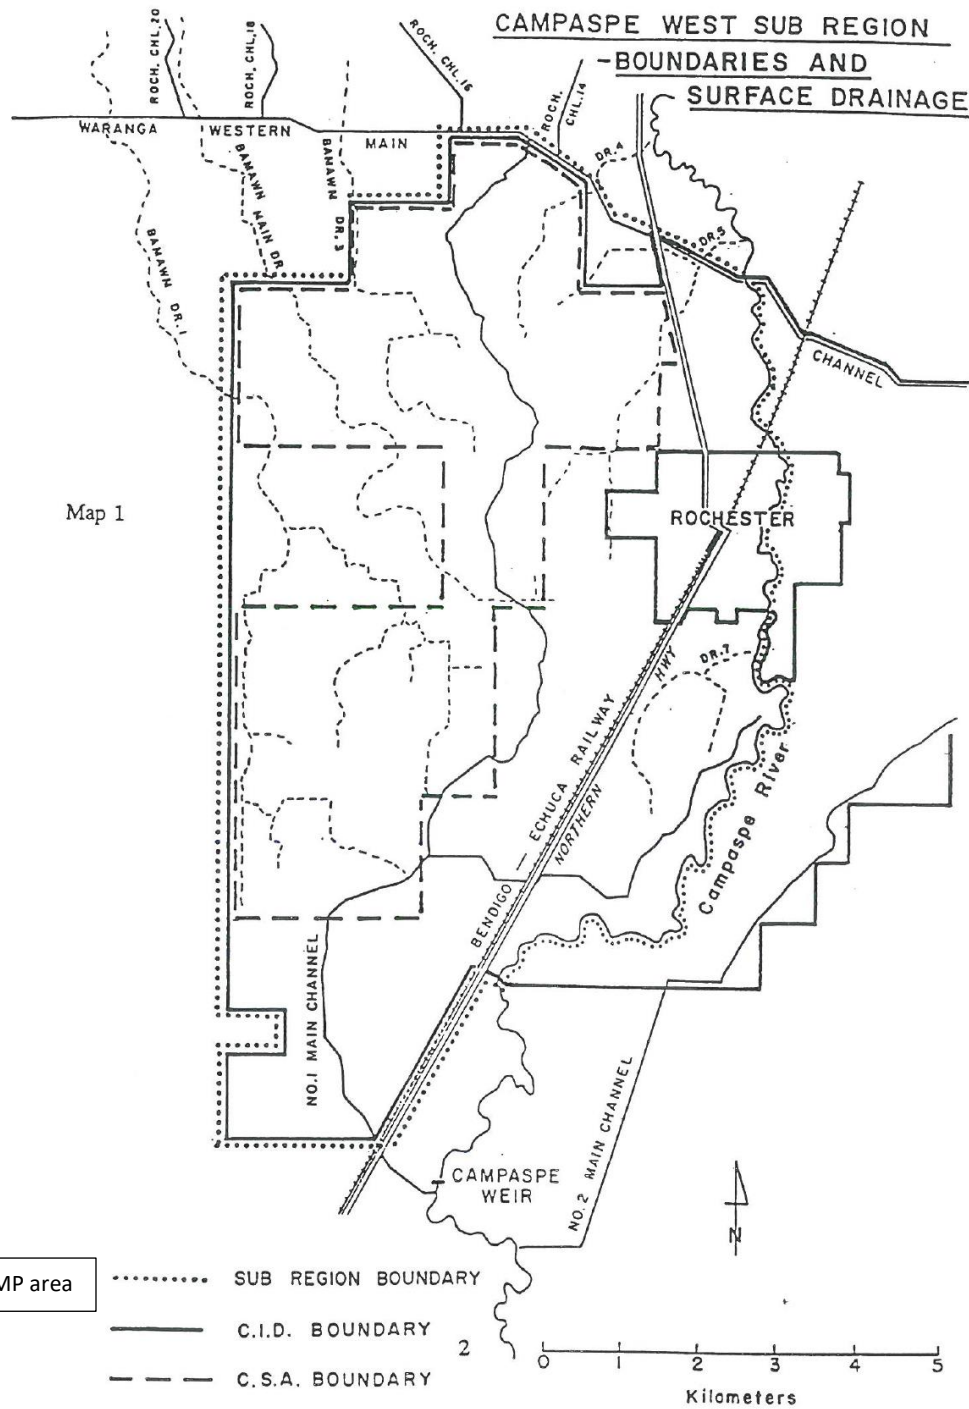 CAMPASPE WEST SUB REGION
-BOUNDARIES AND
SURFACE DRAINAGE
ROCH. CHL. 20
ROCH. CHL. 18
ROCH. CHL. 16
ROCH. CHL. 14
WARANGA WESTERN MAIN
CHANNEL
BAMAWN DR. 1
BAMAWN MAIN DR
BAMAWN DR. 3
DR. 4
DR. 5
Map 1
ROCHESTER
DR. 7
BENDIGO — ECHUCA RAILWAY
NORTHERN HWY
Campaspe River
NO. 1 MAIN CHANNEL
NO. 2 MAIN CHANNEL
CAMPASPE
WEIR
N
MP area
SUB REGION BOUNDARY
C.I.D. BOUNDARY
C.S.A. BOUNDARY
2
0 1 2 3 4 5
Kilometers